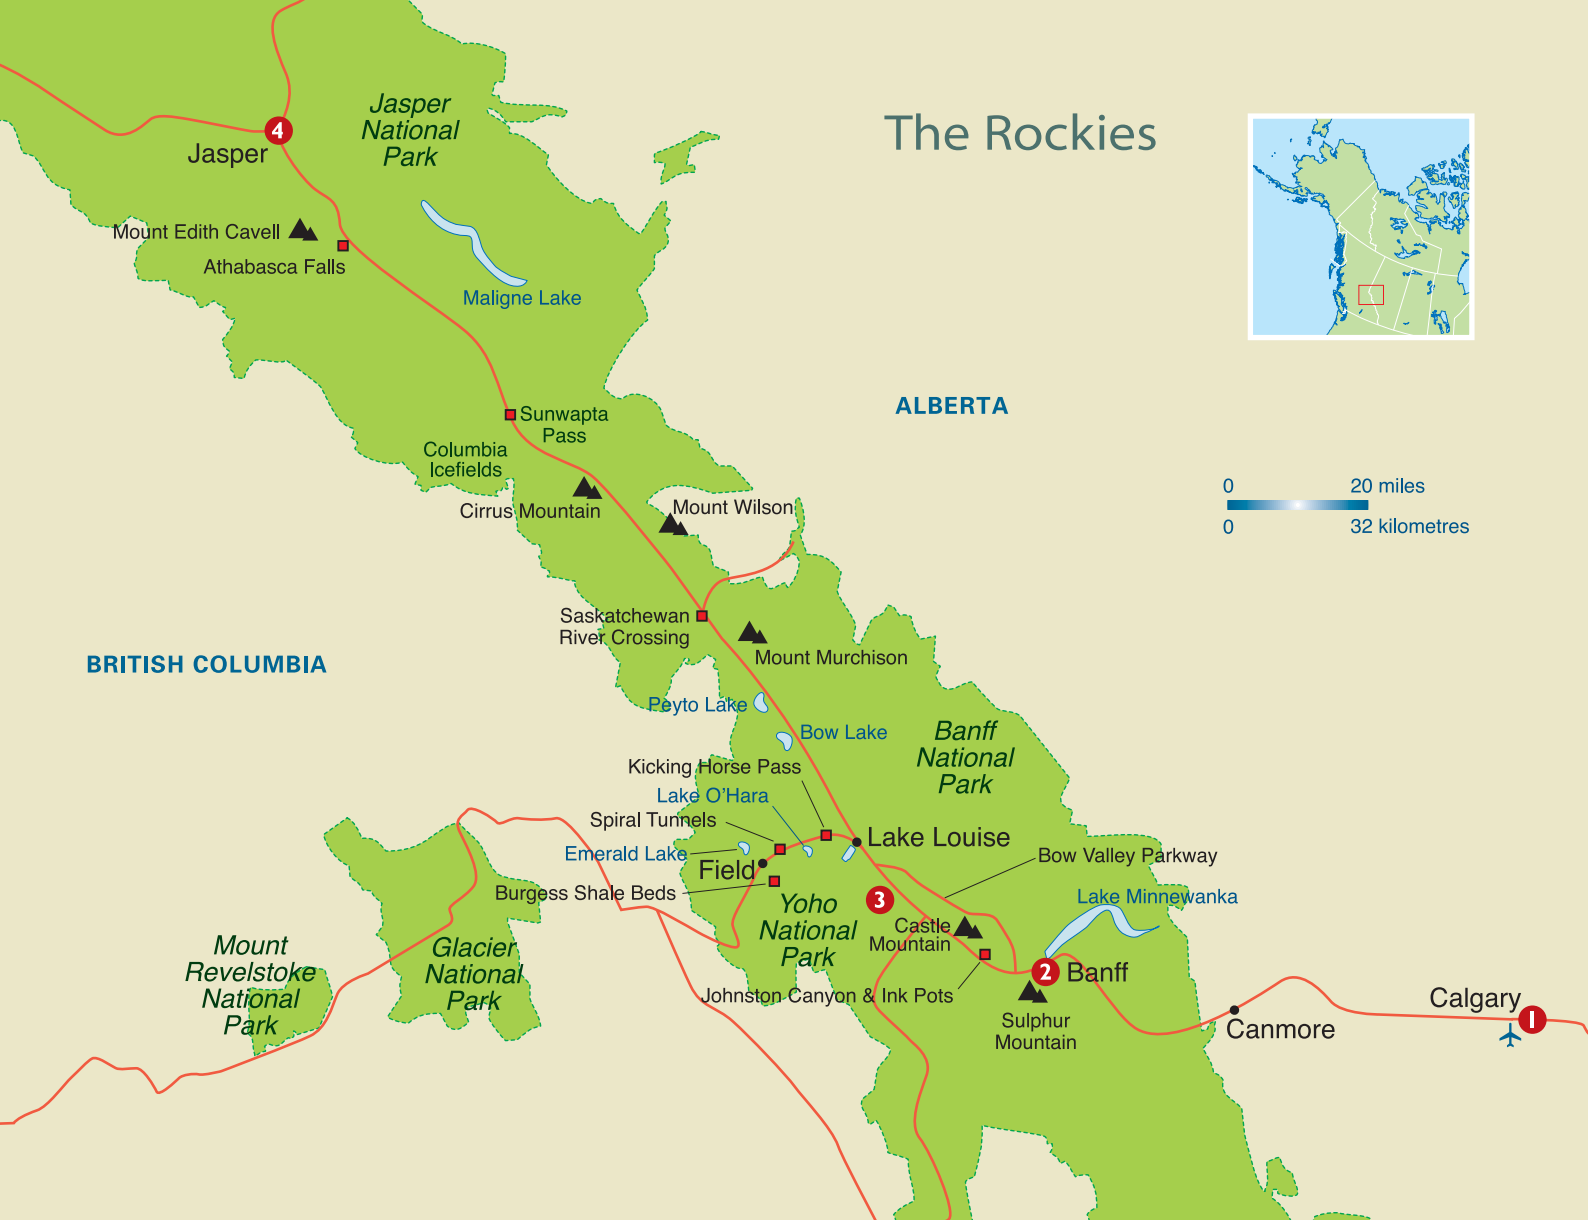 The Rockies
4
Jasper
Jasper
National
Park
Mount Edith Cavell
Athabasca Falls
Maligne Lake
ALBERTA
Sunwapta
Pass
Columbia
Icefields
Cirrus Mountain
Mount Wilson
0 20 miles
0 32 kilometres
Saskatchewan
River Crossing
Mount Murchison
BRITISH COLUMBIA
Peyto Lake
Bow Lake
Banff
National
Park
Kicking Horse Pass
Lake O'Hara
Spiral Tunnels
Emerald Lake
Field
Lake Louise
Bow Valley Parkway
Burgess Shale Beds
3
Yoho
National
Park
Castle
Mountain
Lake Minnewanka
Mount
Revelstoke
National
Park
Glacier
National
Park
Johnston Canyon & Ink Pots
2
Banff
Sulphur
Mountain
Canmore
Calgary
1